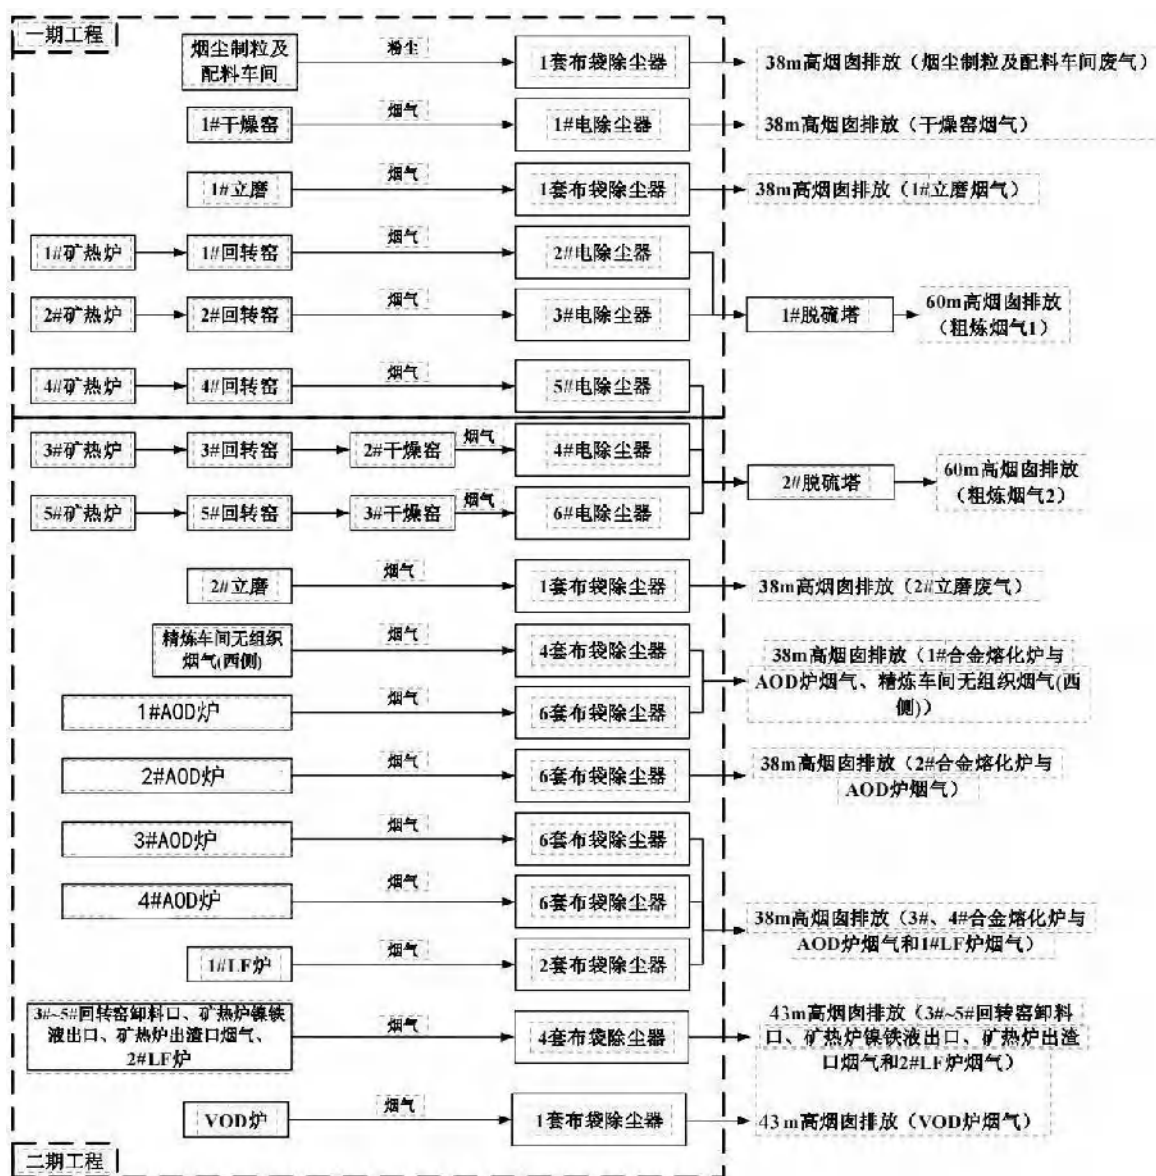 一期工程
烟尘制粒及
配料车间
粉尘
1套布袋除尘器
38m高烟囱排放（烟尘制粒及配料车间废气）
1#干燥窑
烟气
1#电除尘器
38m高烟囱排放（干燥窑烟气）
1#立磨
烟气
1套布袋除尘器
38m高烟囱排放（1#立磨烟气）
1#矿热炉
1#回转窑
烟气
2#电除尘器
2#矿热炉
2#回转窑
烟气
3#电除尘器
1#脱硫塔
60m高烟囱排放
（粗炼烟气1）
4#矿热炉
4#回转窑
烟气
5#电除尘器
3#矿热炉
3#回转窑
2#干燥窑
烟气
4#电除尘器
2#脱硫塔
60m高烟囱排放
（粗炼烟气2）
5#矿热炉
5#回转窑
3#干燥窑
烟气
6#电除尘器
2#立磨
烟气
1套布袋除尘器
38m高烟囱排放（2#立磨废气）
精炼车间无组织
烟气(西侧)
烟气
4套布袋除尘器
38m高烟囱排放（1#合金熔化炉与
AOD炉烟气、精炼车间无组织烟气(西
侧)）
1#AOD炉
烟气
6套布袋除尘器
2#AOD炉
烟气
6套布袋除尘器
38m高烟囱排放（2#合金熔化炉与
AOD炉烟气）
3#AOD炉
烟气
6套布袋除尘器
4#AOD炉
烟气
6套布袋除尘器
38m高烟囱排放（3#、4#合金熔化炉与
AOD炉烟气和1#LF炉烟气）
1#LF炉
烟气
2套布袋除尘器
3#~5#回转窑卸料口、矿热炉镍铁
液出口、矿热炉出渣口烟气、
2#LF炉
烟气
4套布袋除尘器
43m高烟囱排放（3#~5#回转窑卸料
口、矿热炉镍铁液出口、矿热炉出渣
口烟气和2#LF炉烟气）
VOD炉
烟气
1套布袋除尘器
43m高烟囱排放（VOD炉烟气）
二期工程